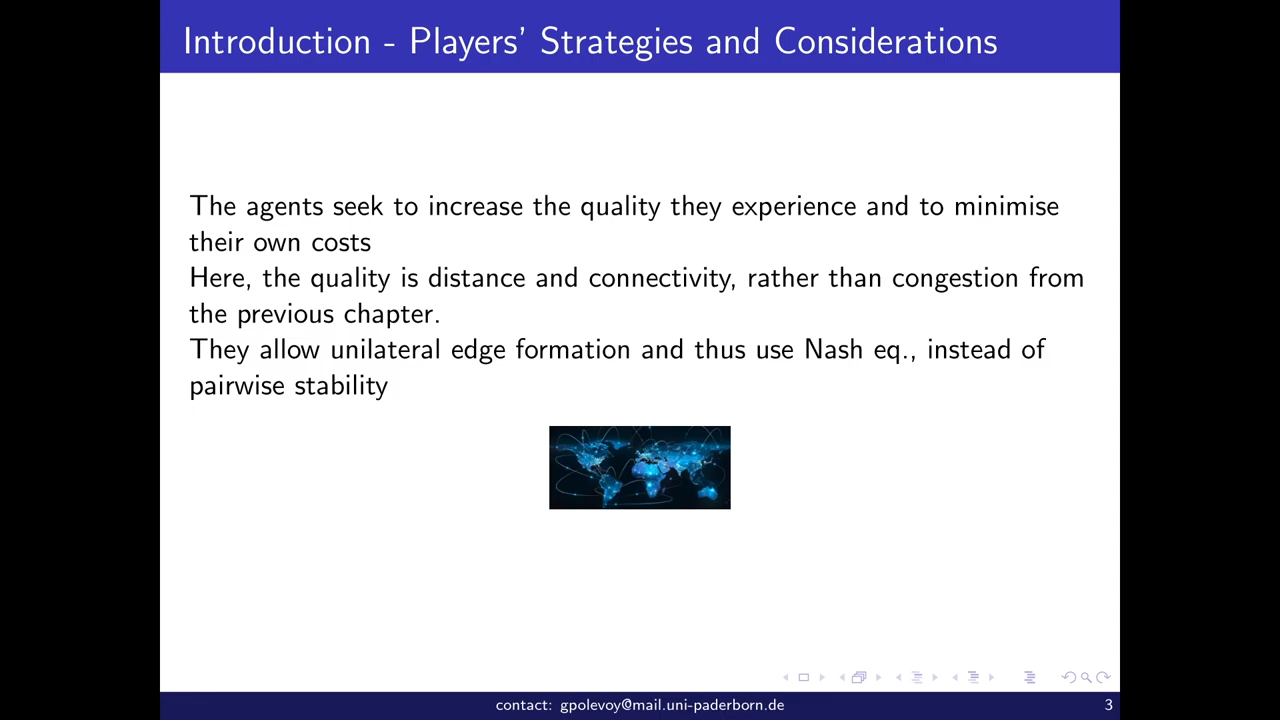 Introduction - Players' Strategies and Considerations
The agents seek to increase the quality they experience and to minimise
their own costs
Here, the quality is distance and connectivity, rather than congestion from
the previous chapter.
They allow unilateral edge formation and thus use Nash eq., instead of
pairwise stability
contact: gpolevoy@mail.uni-paderborn.de
3